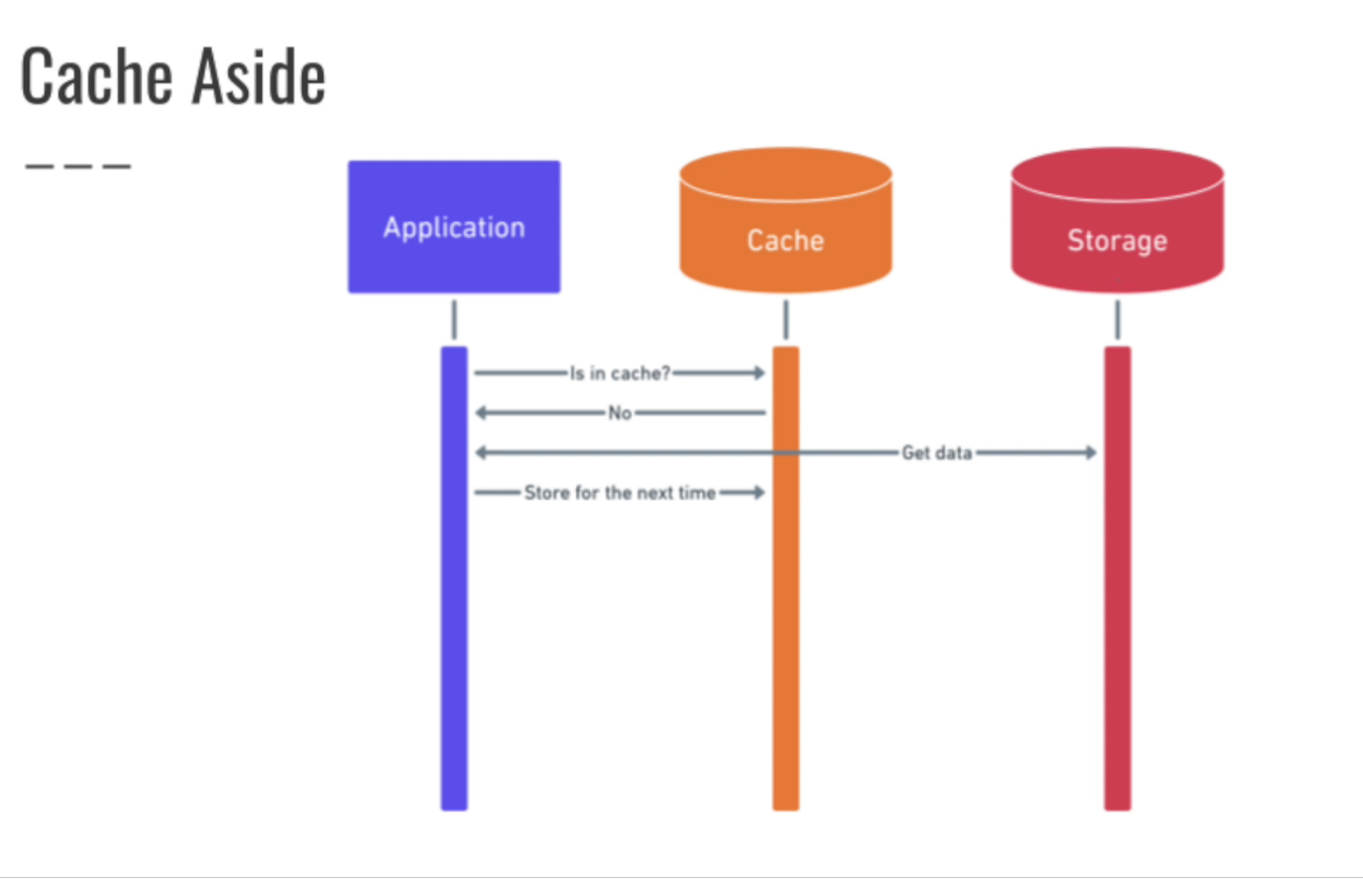 Cache Aside
Application
Cache
Storage
Is in cache?
No
Get data
Store for the next time